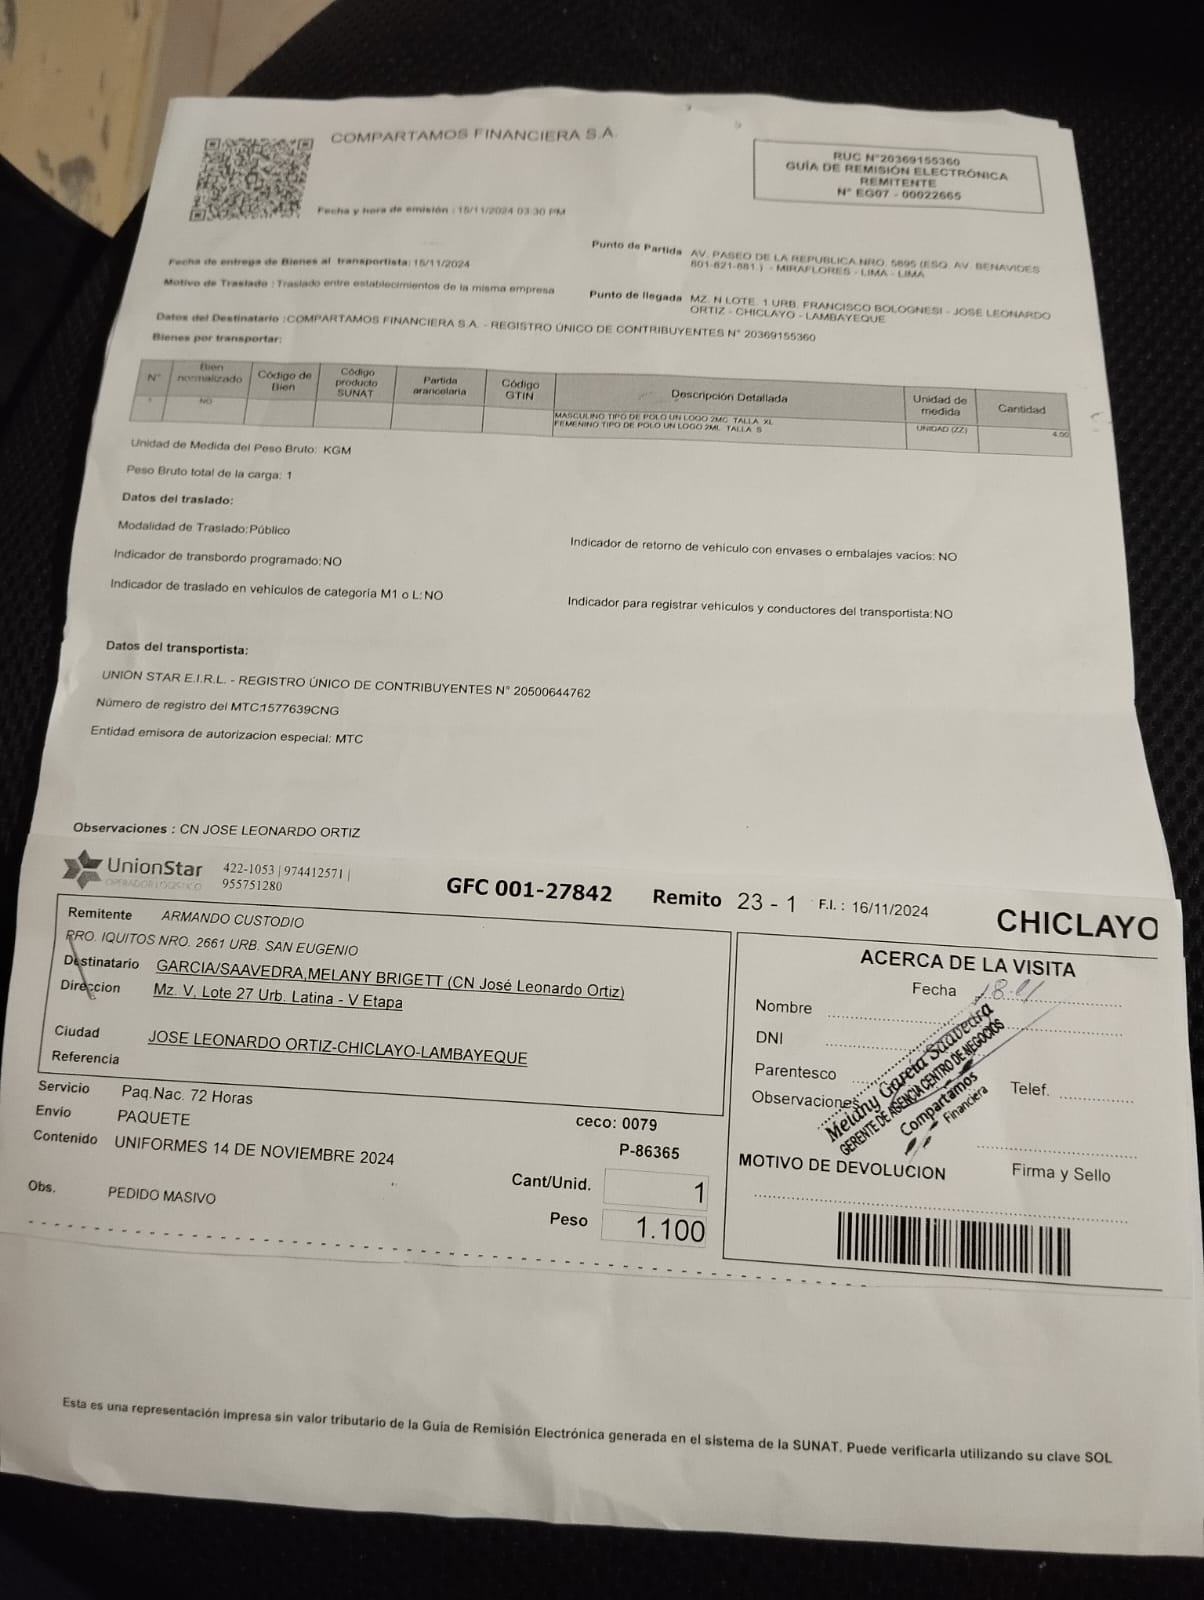 COMPARTAMOS FINANCIERA S.A.
RUC N°20369155360
GUÍA DE REMISIÓN ELECTRÓNICA
REMITENTE
N° EG07 - 00022665
Fecha y hora de emisión : 15/11/2024 03:30 PM
Fecha de entrega de Bienes al transportista: 15/11/2024
Punto de Partida AV. PASEO DE LA REPUBLICA NRO. 5895 (ESQ. AV. BENAVIDES
801-821-881 ) - MIRAFLORES - LIMA - LIMA
Motivo de Traslado : Traslado entre establecimientos de la misma empresa
Punto de llegada MZ. N LOTE. 1 URB. FRANCISCO BOLOGNESI - JOSE LEONARDO
ORTIZ - CHICLAYO - LAMBAYEQUE
Datos del Destinatario :COMPARTAMOS FINANCIERA S.A. - REGISTRO ÚNICO DE CONTRIBUYENTES N° 20369155360
Bienes por transportar:
N° Bien normalizado Código de Bien Código producto SUNAT Partida arancelaria Código GTIN Descripción Detallada Unidad de medida Cantidad
1 NO MASCULINO TIPO DE POLO UN LOGO 2MC TALLA XL UNIDAD (ZZ) 4.00
FEMENINO TIPO DE POLO UN LOGO 2ML TALLA S
Unidad de Medida del Peso Bruto: KGM
Peso Bruto total de la carga: 1
Datos del traslado:
Modalidad de Traslado:Público
Indicador de retorno de vehículo con envases o embalajes vacíos: NO
Indicador de transbordo programado:NO
Indicador de traslado en vehículos de categoría M1 o L:NO
Indicador para registrar vehículos y conductores del transportista:NO
Datos del transportista:
UNION STAR E.I.R.L. - REGISTRO ÚNICO DE CONTRIBUYENTES N° 20500644762
Número de registro del MTC:1577639CNG
Entidad emisora de autorizacion especial: MTC
Observaciones : CN JOSE LEONARDO ORTIZ
UnionStar
OPERADOR LOGISTICO
422-1053 | 974412571 |
955751280
GFC 001-27842 Remito 23 - 1 F.I. : 16/11/2024
CHICLAYO
Remitente ARMANDO CUSTODIO
PRO. IQUITOS NRO. 2661 URB. SAN EUGENIO
Destinatario GARCIA/SAAVEDRA,MELANY BRIGETT (CN José Leonardo Ortiz)
Direccion Mz. V, Lote 27 Urb. Latina - V Etapa
Ciudad JOSE LEONARDO ORTIZ-CHICLAYO-LAMBAYEQUE
Referencia
Servicio Paq.Nac. 72 Horas
Envio PAQUETE
Contenido UNIFORMES 14 DE NOVIEMBRE 2024
Obs. PEDIDO MASIVO
ceco: 0079
P-86365
Cant/Unid. 1
Peso 1.100
ACERCA DE LA VISITA
Fecha 18-11
Nombre
DNI
Parentesco
Observaciones
Telef.
Melany García Saavedra
GERENTE DE AGENCIA CENTRO DE NEGOCIOS
Compartamos
Financiera
MOTIVO DE DEVOLUCION
Firma y Sello
Esta es una representación impresa sin valor tributario de la Guía de Remisión Electrónica generada en el sistema de la SUNAT. Puede verificarla utilizando su clave SOL